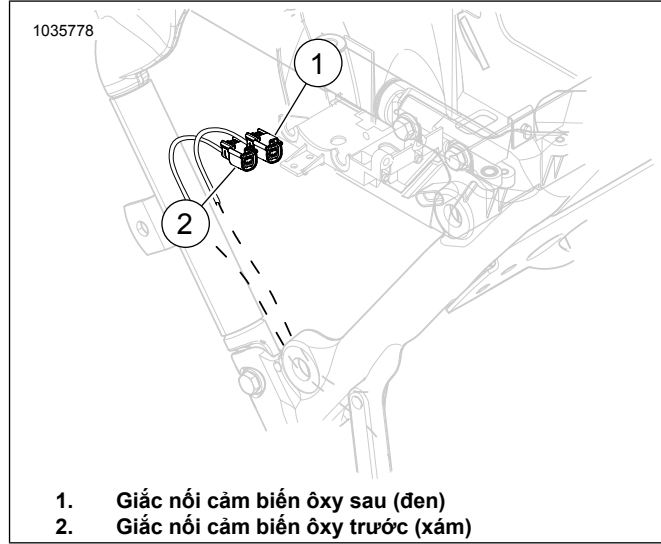 1035778
1
2
1. Giắc nối cảm biến ôxy sau (đen)
2. Giắc nối cảm biến ôxy trước (xám)